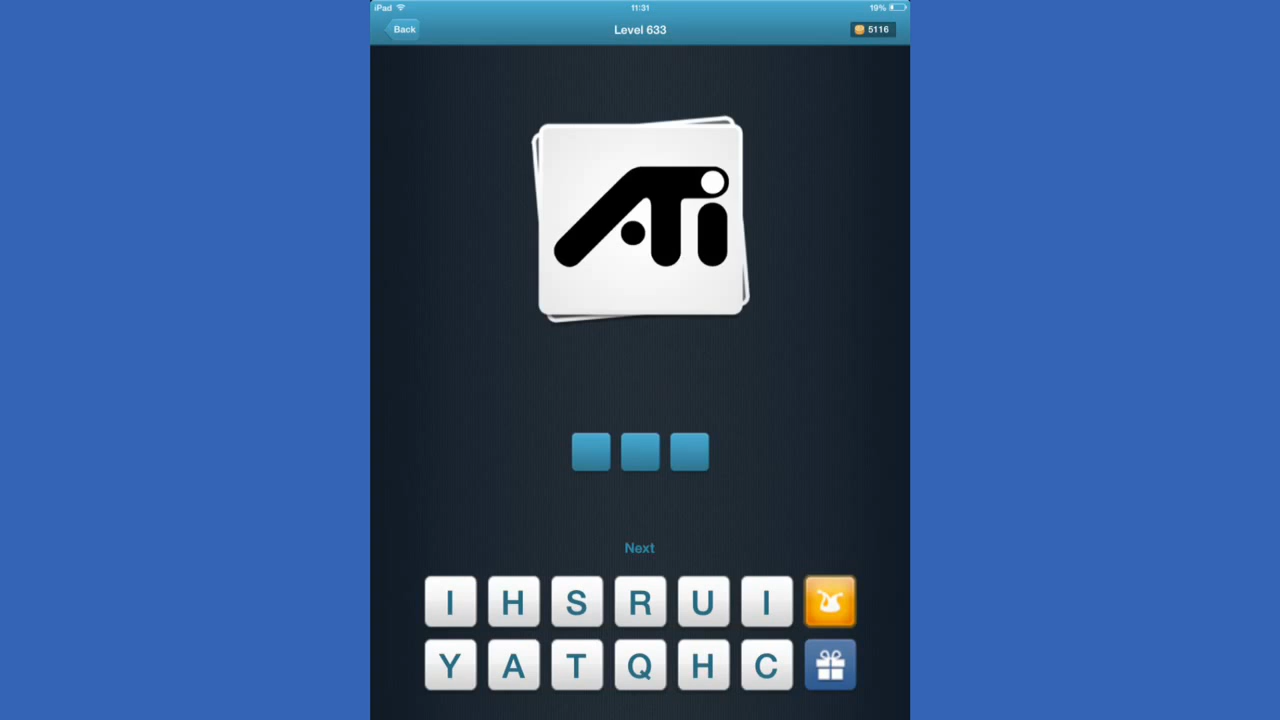 iPad 11:31 19%
Back Level 633 5116
ATi
Next
I H S R U I
Y A T Q H C